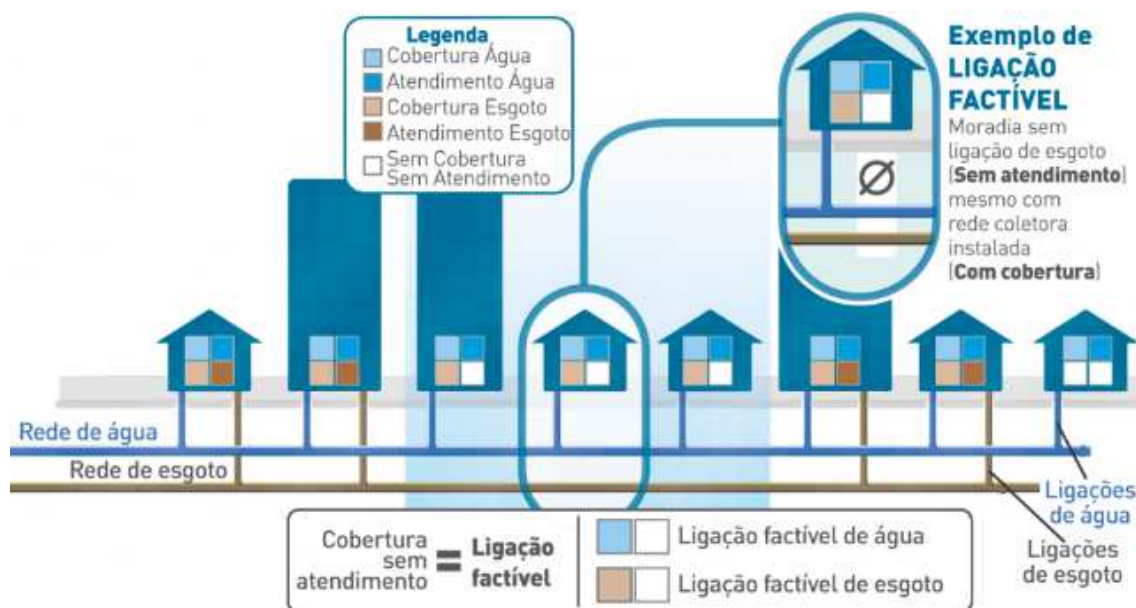 Legenda
Cobertura Água
Atendimento Água
Cobertura Esgoto
Atendimento Esgoto
Sem Cobertura
Sem Atendimento
Exemplo de
LIGAÇÃO
FACTÍVEL
Moradia sem
ligação de esgoto
(Sem atendimento)
mesmo com
rede coletora
instalada
(Com cobertura)
Ø
Rede de água
Rede de esgoto
Ligações
de água
Ligações
de esgoto
Cobertura
sem
atendimento
=
Ligação
factível
Ligação factível de água
Ligação factível de esgoto